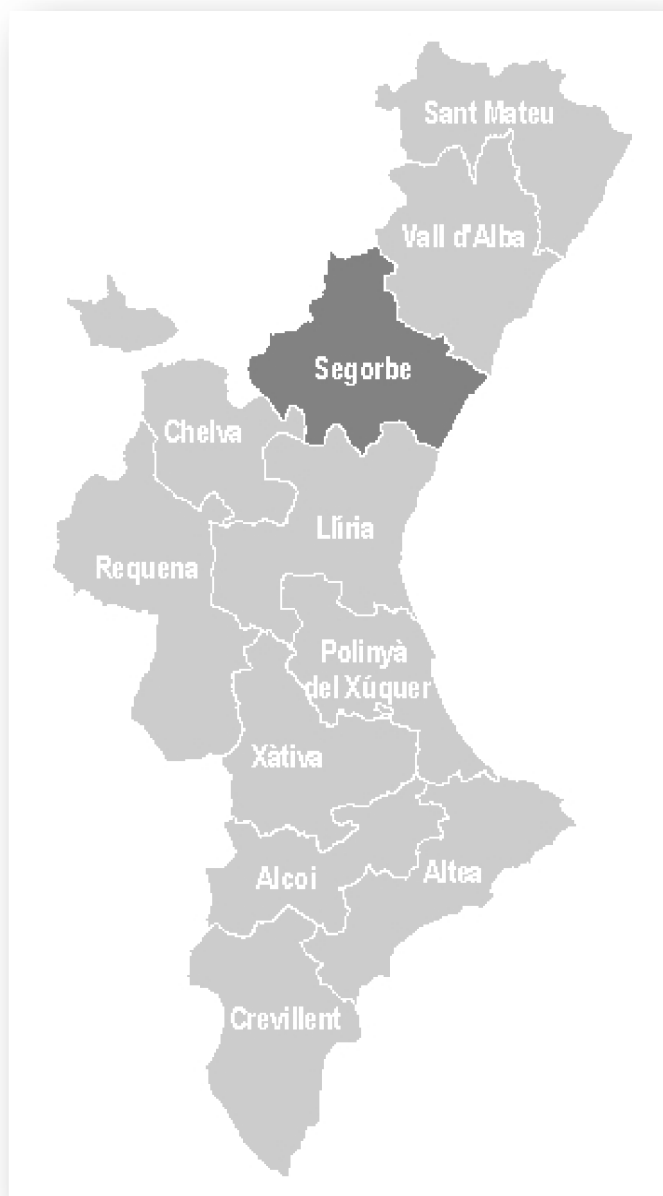 Sant Mateu
Vall d'Alba
Segorbe
Chelva
Llíria
Requena
Polinyà
del Xúquer
Xàtiva
Alcoi
Altea
Crevillent